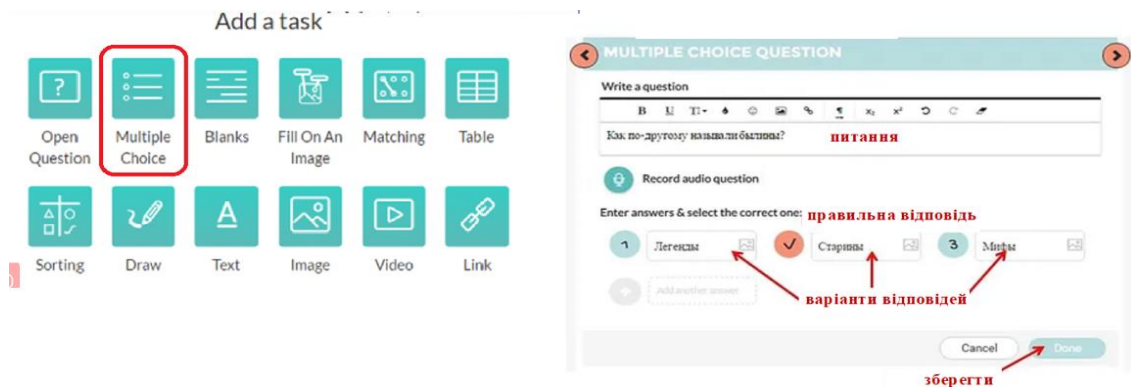 Add a task
Open Question
Multiple Choice
Blanks
Fill On An Image
Matching
Table
Sorting
Draw
Text
Image
Video
Link
MULTIPLE CHOICE QUESTION
Write a question
B U TI
Как по-другому называли былины?
питання
Record audio question
Enter answers & select the correct one:
правильна відповідь
1 Легенды
Старины
3 Мифы
Add another answer
варіанти відповідей
Cancel
Done
зберегти